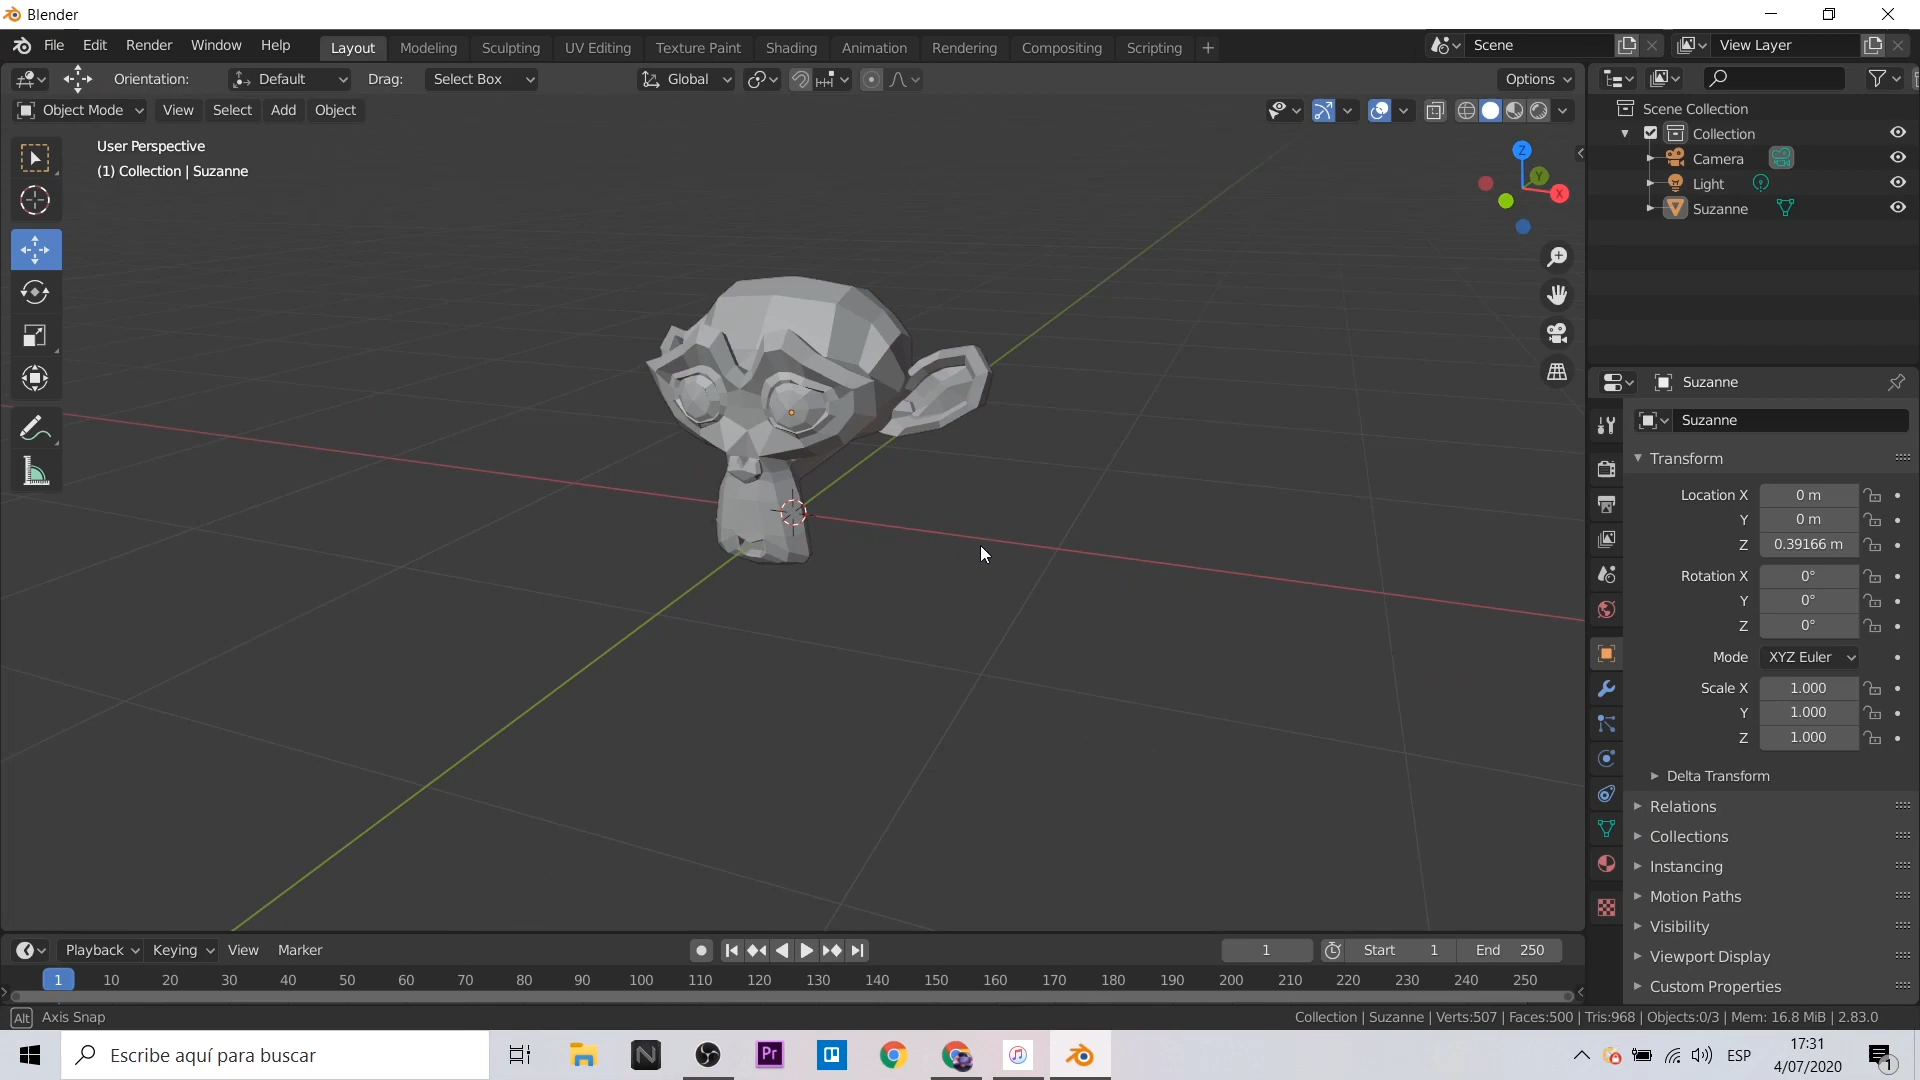 Blender
File Edit Render Window Help Layout Modeling Sculpting UV Editing Texture Paint Shading Animation Rendering Compositing Scripting + Scene View Layer
Orientation: Default Drag: Select Box Global Options
Object Mode View Select Add Object
User Perspective
(1) Collection | Suzanne
Z
Y
X
Scene Collection
Collection
Camera
Light
Suzanne
Suzanne
Suzanne
Transform
Location X 0 m
Y 0 m
Z 0.39166 m
Rotation X 0°
Y 0°
Z 0°
Mode XYZ Euler
Scale X 1.000
Y 1.000
Z 1.000
Delta Transform
Relations
Collections
Instancing
Motion Paths
Visibility
Viewport Display
Custom Properties
Playback Keying View Marker 1 Start 1 End 250
1 10 20 30 40 50 60 70 80 90 100 110 120 130 140 150 160 170 180 190 200 210 220 230 240 250
Alt Axis Snap Collection | Suzanne | Verts:507 | Faces:500 | Tris:968 | Objects:0/3 | Mem: 16.8 MiB | 2.83.0
Escribe aquí para buscar Pr ESP 17:31
4/07/2020
1